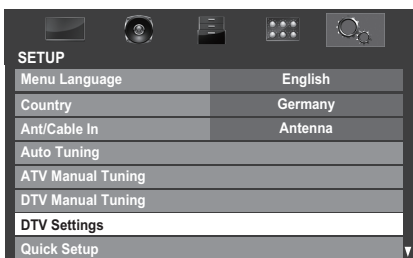 SETUP
Menu Language English
Country Germany
Ant/Cable In Antenna
Auto Tuning
ATV Manual Tuning
DTV Manual Tuning
DTV Settings
Quick Setup